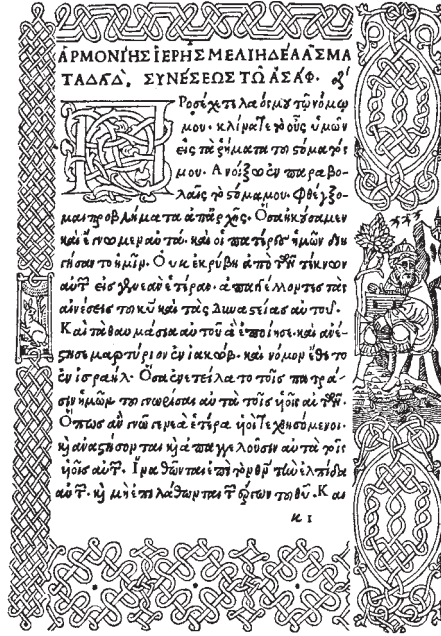 ΑΡΜΟΝΙΗΣ ΙΕΡΗΣ ΜΕΛΙΗΔΕΑ ΑΣΜΑ
ΤΑ ΔΑΔ. ΣΥΝΕΣΕΩΣ ΤΩ ΑΣΑΦ.
Προσέχετε λαός μου τῷ νόμῳ
μου. κλίνατε τὸ οὖς ὑμῶν
εἰς τὰ ῥήματα τοῦ στόματός
μου. Ἀνοίξω ἐν παραβο-
λαῖς τὸ στόμα μου. Φθέγξο-
μαι προβλήματα ἀπ' ἀρχῆς. Ὅσα ἠκούσαμεν
καὶ ἔγνωμεν αὐτά. καὶ οἱ πατέρες ἡμῶν διη
γήσαντο ἡμῖν. Οὐκ ἐκρύβη ἀπὸ τῶν τέκνων
αὐτῶν εἰς γενεὰν ἑτέραν. ἀπαγγέλλοντες τὰς
αἰνέσεις τοῦ κυ καὶ τὰς δυναστείας αὐτοῦ.
Καὶ τὰ θαυμάσια αὐτοῦ ἃ ἐποίησε. καὶ ἀνέ-
στησε μαρτύριον ἐν ἰακώβ. καὶ νόμον ἔθετο
ἐν ἰσραήλ. Ὅσα ἐνετείλατο τοῖς πατρά-
σιν ἡμῶν τοῦ γνωρίσαι αὐτὰ τοῖς υἱοῖς αὐτῶν.
Ὅπως ἂν γνῷ γενεὰ ἑτέρα υἱοὶ τεχθησόμενοι.
καὶ ἀναστήσονται καὶ ἀπαγγελοῦσιν αὐτὰ τοῖς
υἱοῖς αὐτῶν. Ἵνα θῶνται ἐπὶ τὸν θν τὴν ἐλπίδα
αὐτῶν. καὶ μὴ ἐπιλάθωνται τῶν ἔργων τοῦ θυ. Και
κ ι